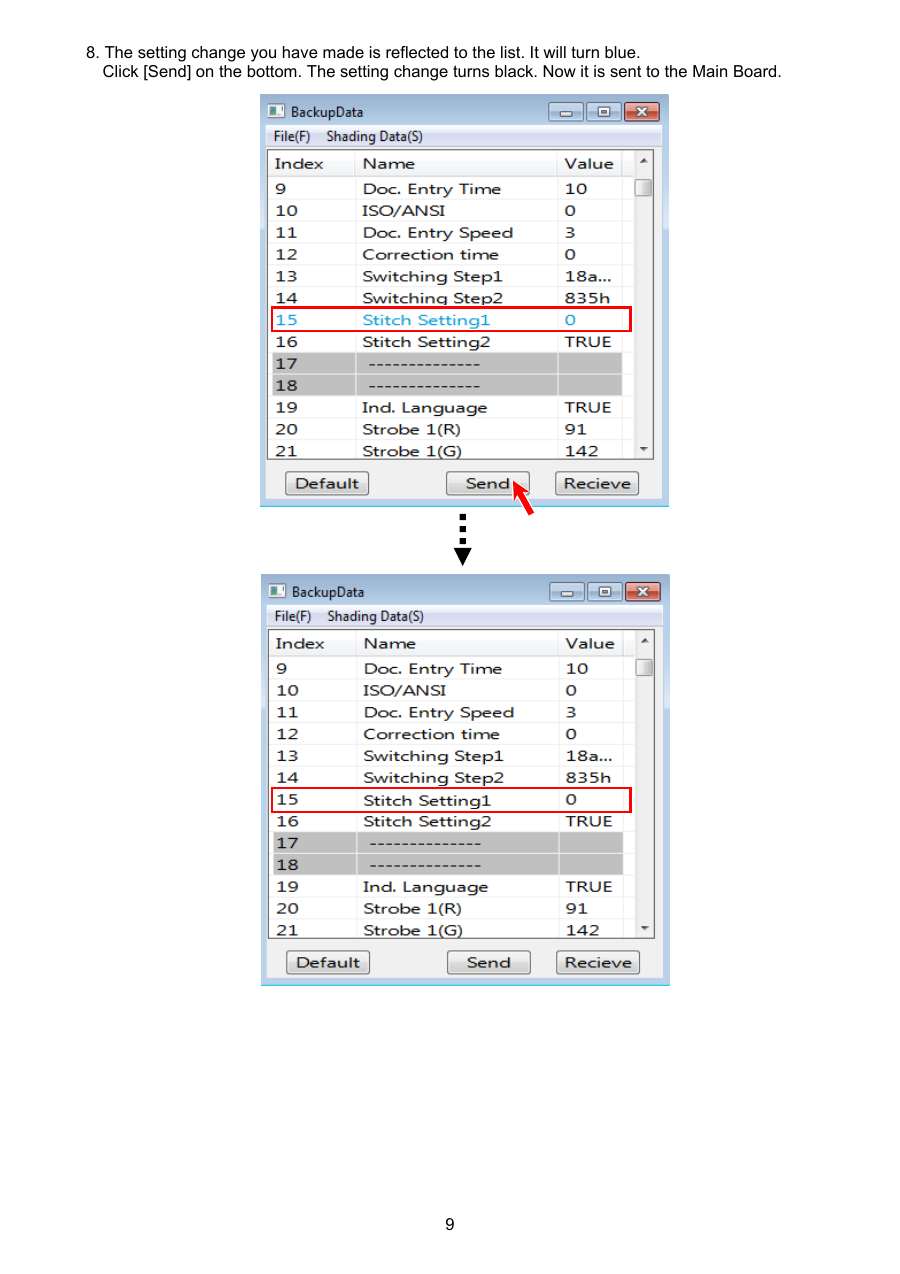 8. The setting change you have made is reflected to the list. It will turn blue.
Click [Send] on the bottom. The setting change turns black. Now it is sent to the Main Board.
BackupData
File(F) Shading Data(S)
Index Name Value
9 Doc. Entry Time 10
10 ISO/ANSI 0
11 Doc. Entry Speed 3
12 Correction time 0
13 Switching Step1 18a...
14 Switching Step2 835h
15 Stitch Setting1 0
16 Stitch Setting2 TRUE
17 --------------
18 --------------
19 Ind. Language TRUE
20 Strobe 1(R) 91
21 Strobe 1(G) 142
Default Send Recieve
BackupData
File(F) Shading Data(S)
Index Name Value
9 Doc. Entry Time 10
10 ISO/ANSI 0
11 Doc. Entry Speed 3
12 Correction time 0
13 Switching Step1 18a...
14 Switching Step2 835h
15 Stitch Setting1 0
16 Stitch Setting2 TRUE
17 --------------
18 --------------
19 Ind. Language TRUE
20 Strobe 1(R) 91
21 Strobe 1(G) 142
Default Send Recieve
9